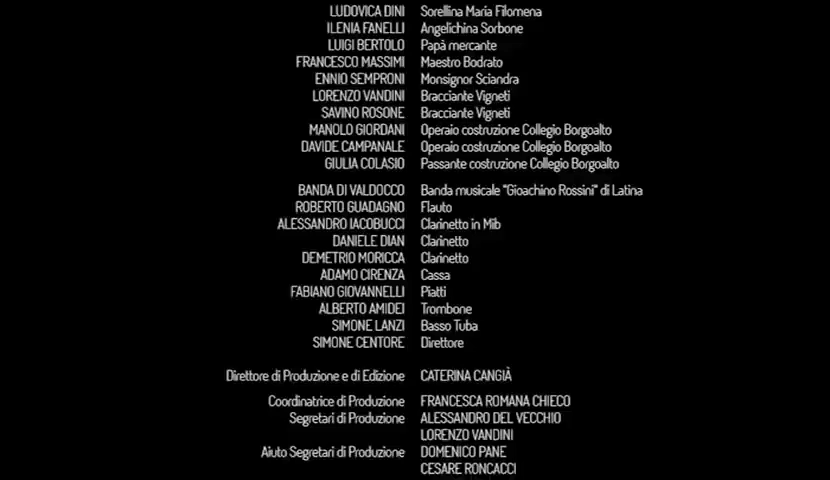 LUDOVICA DINI Sorellina Maria Filomena
ILENIA FANELLI Angelichina Sorbone
LUIGI BERTOLO Papà mercante
FRANCESCO MASSIMI Maestro Bodrato
ENNIO SEMPRONI Monsignor Sciandra
LORENZO VANDINI Bracciante Vigneti
SAVINO ROSONE Bracciante Vigneti
MANOLO GIORDANI Operaio costruzione Collegio Borgoalto
DAVIDE CAMPANALE Operaio costruzione Collegio Borgoalto
GIULIA COLASIO Passante costruzione Collegio Borgoalto
BANDA DI VALDOCCO Banda musicale "Gioachino Rossini" di Latina
ROBERTO GUADAGNO Flauto
ALESSANDRO IACOBUCCI Clarinetto in Mib
DANIELE DIAN Clarinetto
DEMETRIO MORICCA Clarinetto
ADAMO CIRENZA Cassa
FABIANO GIOVANNELLI Piatti
ALBERTO AMIDEI Trombone
SIMONE LANZI Basso Tuba
SIMONE CENTORE Direttore
Direttore di Produzione e di Edizione CATERINA CANGIÀ
Coordinatrice di Produzione FRANCESCA ROMANA CHIECO
Segretari di Produzione ALESSANDRO DEL VECCHIO
LORENZO VANDINI
Aiuto Segretari di Produzione DOMENICO PANE
CESARE RONCACCI